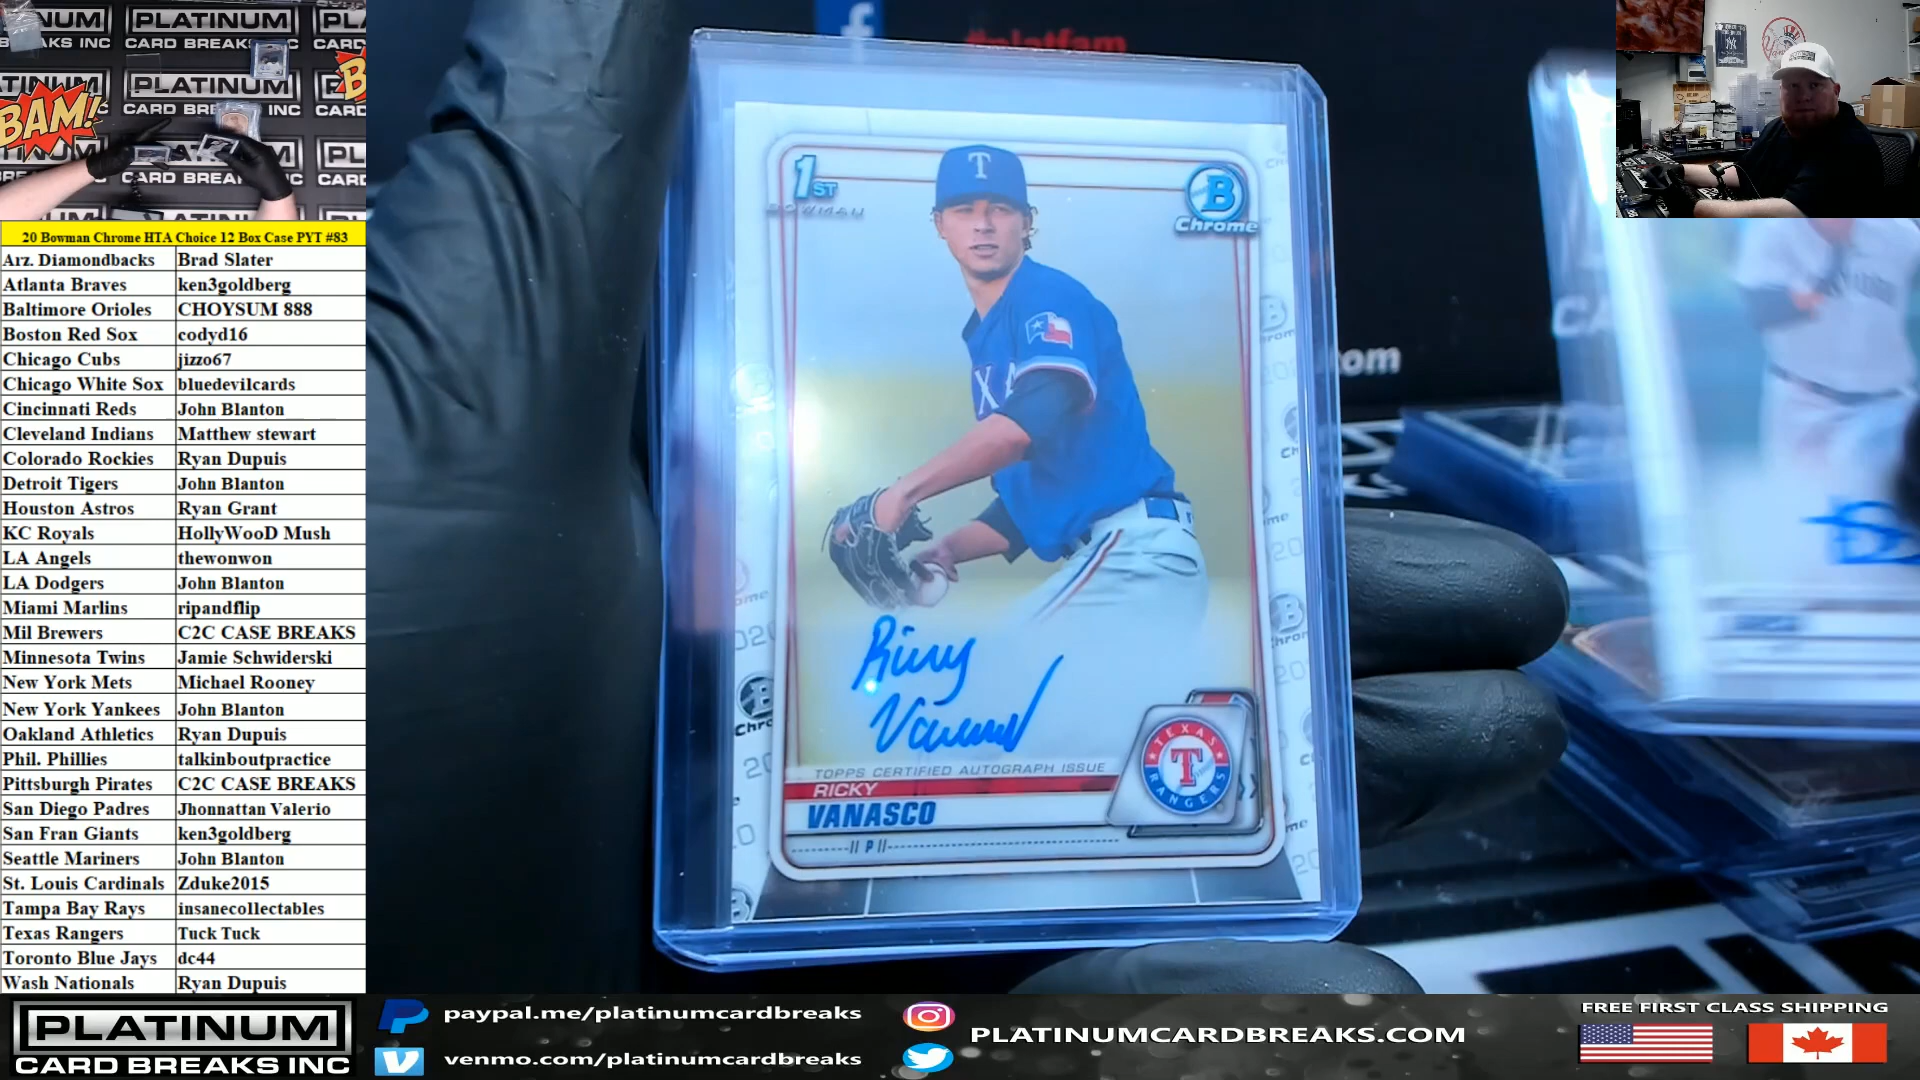 PLATINUM
CARD BREAKS INC
BAM!
#platfam
20 Bowman Chrome HTA Choice 12 Box Case PYT #83
Arz. Diamondbacks Brad Slater
Atlanta Braves ken3goldberg
Baltimore Orioles CHOYSUM 888
Boston Red Sox codyd16
Chicago Cubs jizzo67
Chicago White Sox bluedevilcards
Cincinnati Reds John Blanton
Cleveland Indians Matthew stewart
Colorado Rockies Ryan Dupuis
Detroit Tigers John Blanton
Houston Astros Ryan Grant
KC Royals HollyWooD Mush
LA Angels thewonwon
LA Dodgers John Blanton
Miami Marlins ripandflip
Mil Brewers C2C CASE BREAKS
Minnesota Twins Jamie Schwiderski
New York Mets Michael Rooney
New York Yankees John Blanton
Oakland Athletics Ryan Dupuis
Phil. Phillies talkinboutpractice
Pittsburgh Pirates C2C CASE BREAKS
San Diego Padres Jhonnattan Valerio
San Fran Giants ken3goldberg
Seattle Mariners John Blanton
St. Louis Cardinals Zduke2015
Tampa Bay Rays insanecollectables
Texas Rangers Tuck Tuck
Toronto Blue Jays dc44
Wash Nationals Ryan Dupuis
1ST
BOWMAN
B
Chrome
T
Ricky
Vanasco
TOPPS CERTIFIED AUTOGRAPH ISSUE
RICKY
VANASCO
P
TEXAS
T
RANGERS
PLATINUM
CARD BREAKS INC
paypal.me/platinumcardbreaks
venmo.com/platinumcardbreaks
PLATINUMCARDBREAKS.COM
FREE FIRST CLASS SHIPPING